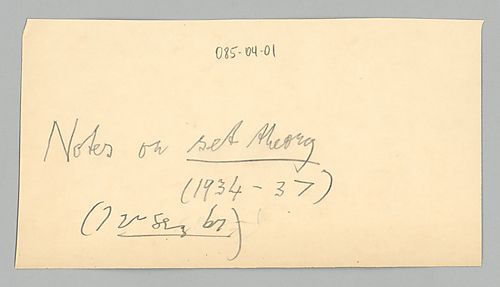 085-04-01
Notes on set theory
(1934-37)